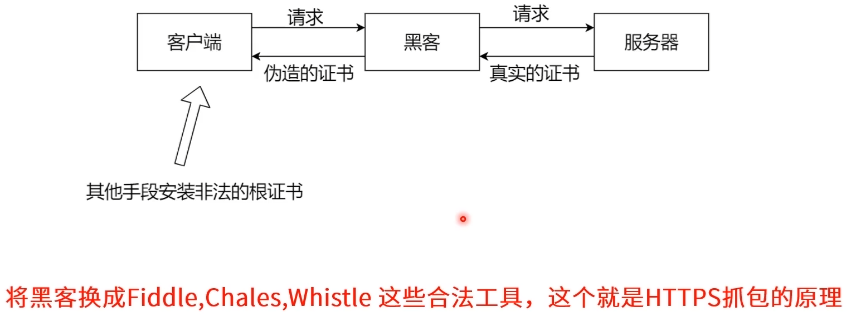 请求
请求
客户端
黑客
服务器
伪造的证书
真实的证书
其他手段安装非法的根证书
将黑客换成Fiddle,Chales,Whistle 这些合法工具，这个就是HTTPS抓包的原理